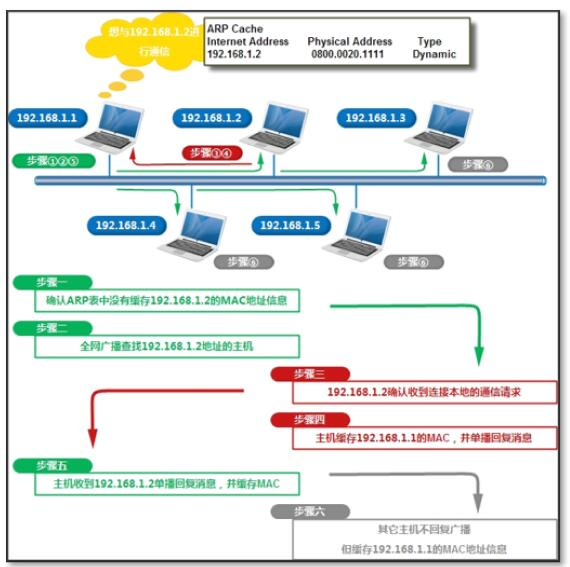 想与192.168.1.2进
行通信
ARP Cache
Internet Address Physical Address Type
192.168.1.2 0800.0020.1111 Dynamic
192.168.1.1
192.168.1.2
192.168.1.3
步骤①②⑤
步骤③④
步骤⑥
192.168.1.4
192.168.1.5
步骤⑥
步骤⑥
步骤一
确认ARP表中没有缓存192.168.1.2的MAC地址信息
步骤二
全网广播查找192.168.1.2地址的主机
步骤三
192.168.1.2确认收到连接本地的通信请求
步骤四
主机缓存192.168.1.1的MAC，并单播回复消息
步骤五
主机收到192.168.1.2单播回复消息，并缓存MAC
步骤六
其它主机不回复广播
但缓存192.168.1.1的MAC地址信息